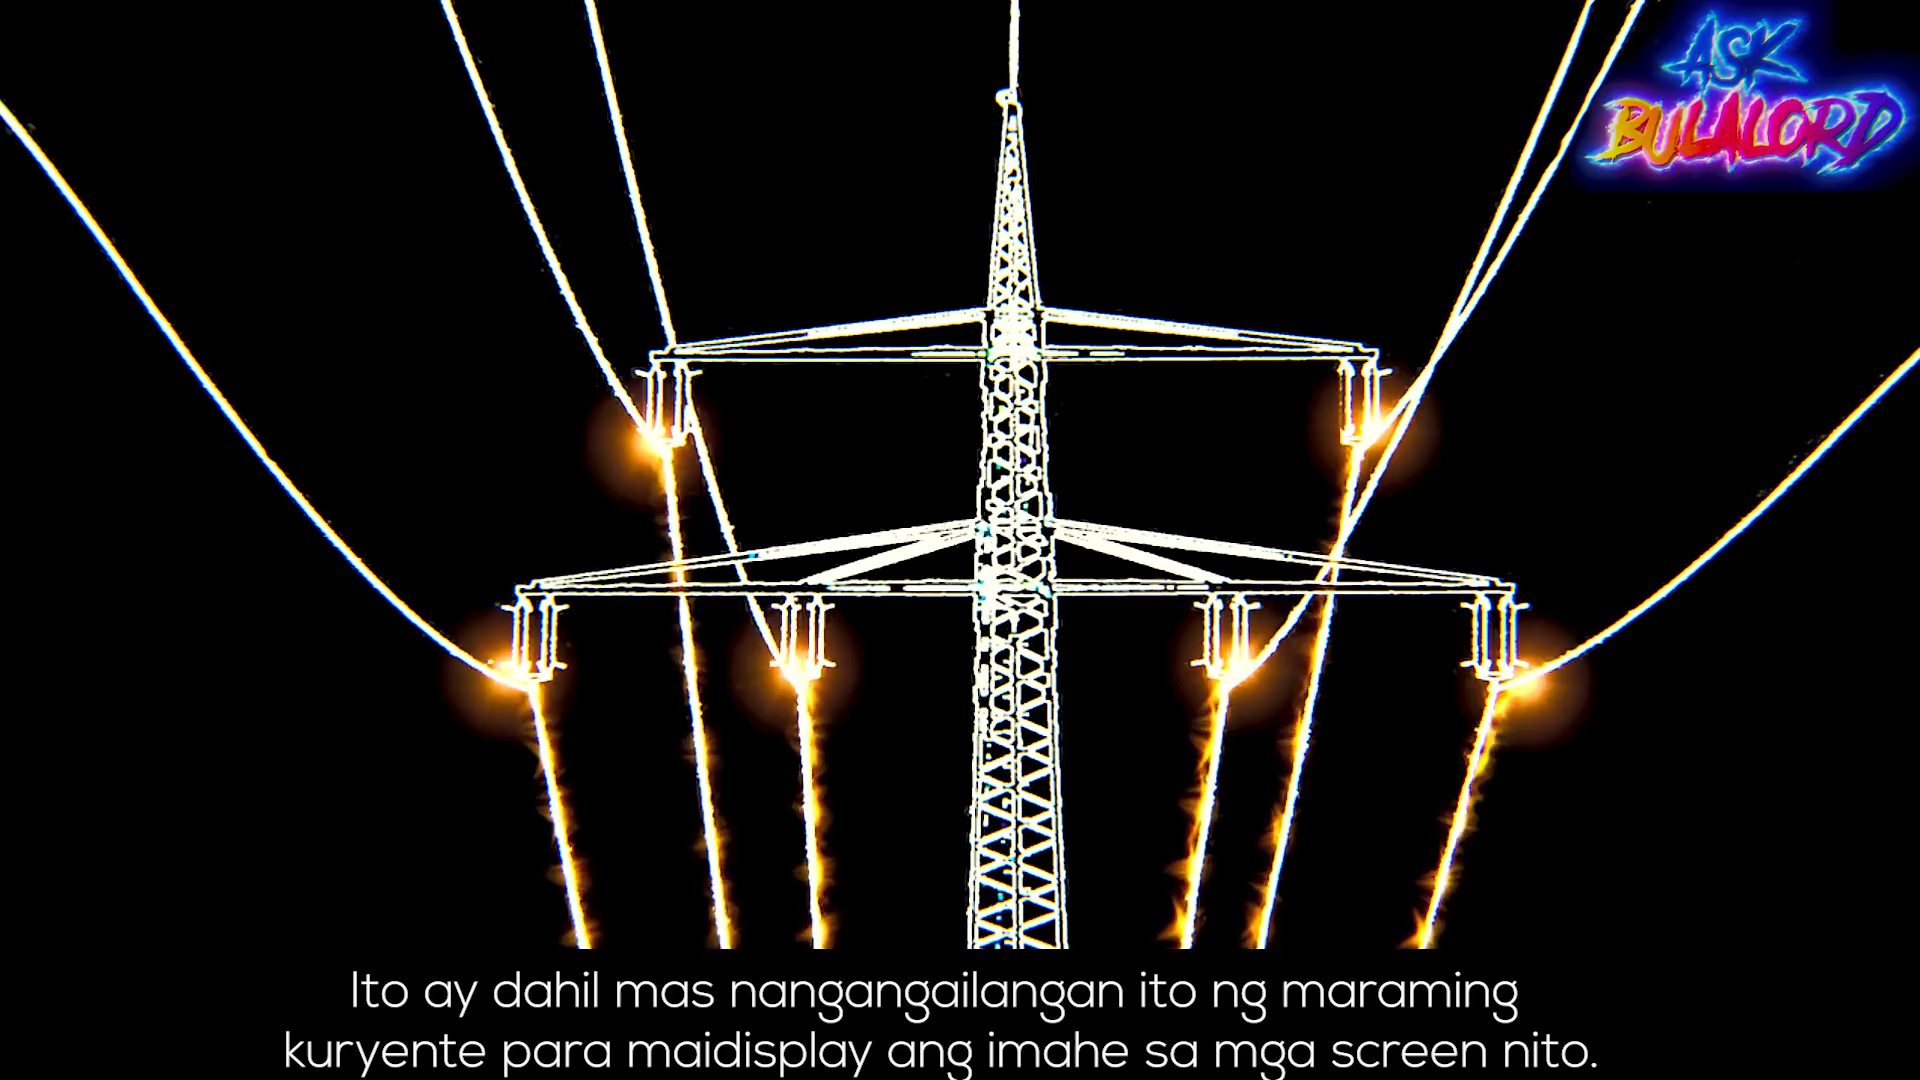 ASK
BULALORD
Ito ay dahil mas nangangailangan ito ng maraming
kuryente para maidisplay ang imahe sa mga screen nito.